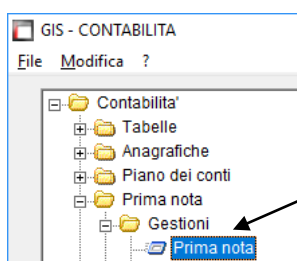 GIS - CONTABILITA
File Modifica ?
Contabilita'
Tabelle
Anagrafiche
Piano dei conti
Prima nota
Gestioni
Prima nota